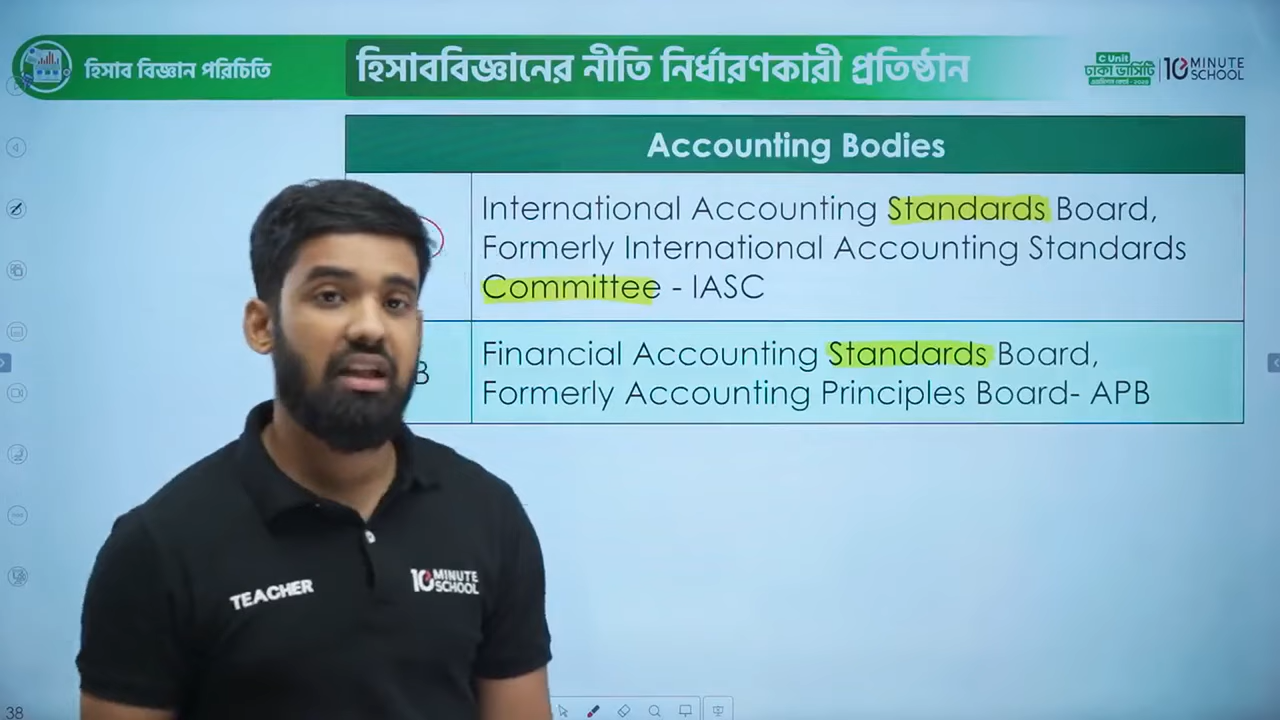 হিসাব বিজ্ঞান পরিচিতি
হিসাববিজ্ঞানের নীতি নির্ধারণকারী প্রতিষ্ঠান
C Unit
ঢাকা ভার্সিটি
10 MINUTE SCHOOL
Accounting Bodies
International Accounting Standards Board,
Formerly International Accounting Standards
Committee - IASC
B
Financial Accounting Standards Board,
Formerly Accounting Principles Board- APB
TEACHER
10 MINUTE SCHOOL
38